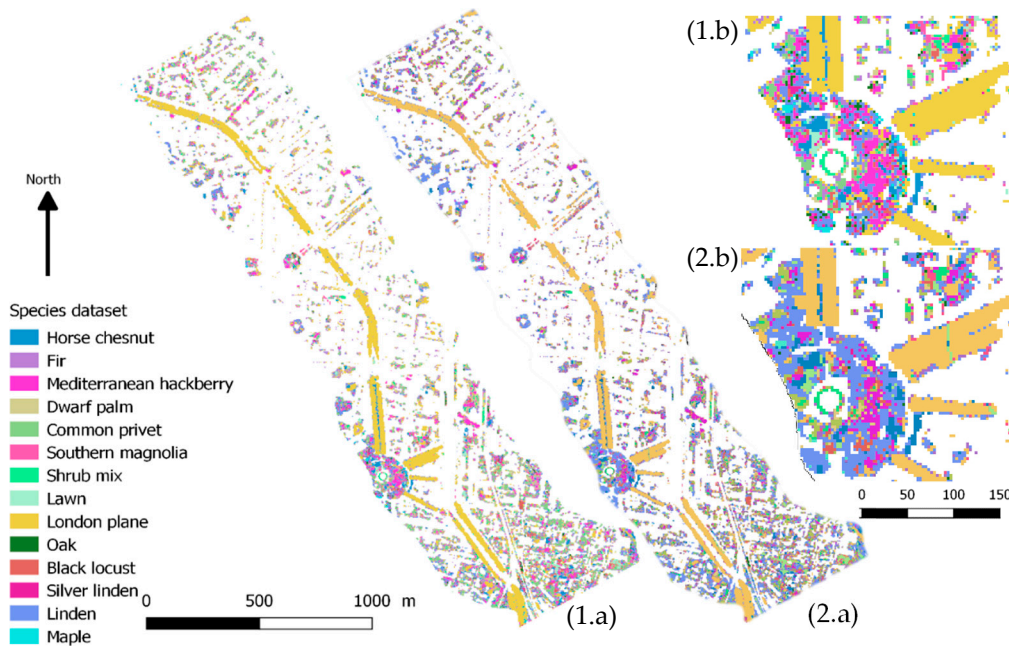 (1.b)
North
(2.b)
Species dataset
Horse chesnut
Fir
Mediterranean hackberry
Dwarf palm
Common privet
Southern magnolia
Shrub mix
Lawn
London plane
Oak
Black locust
Silver linden
Linden
Maple
0 50 100 150
0 500 1000 m
(1.a)
(2.a)